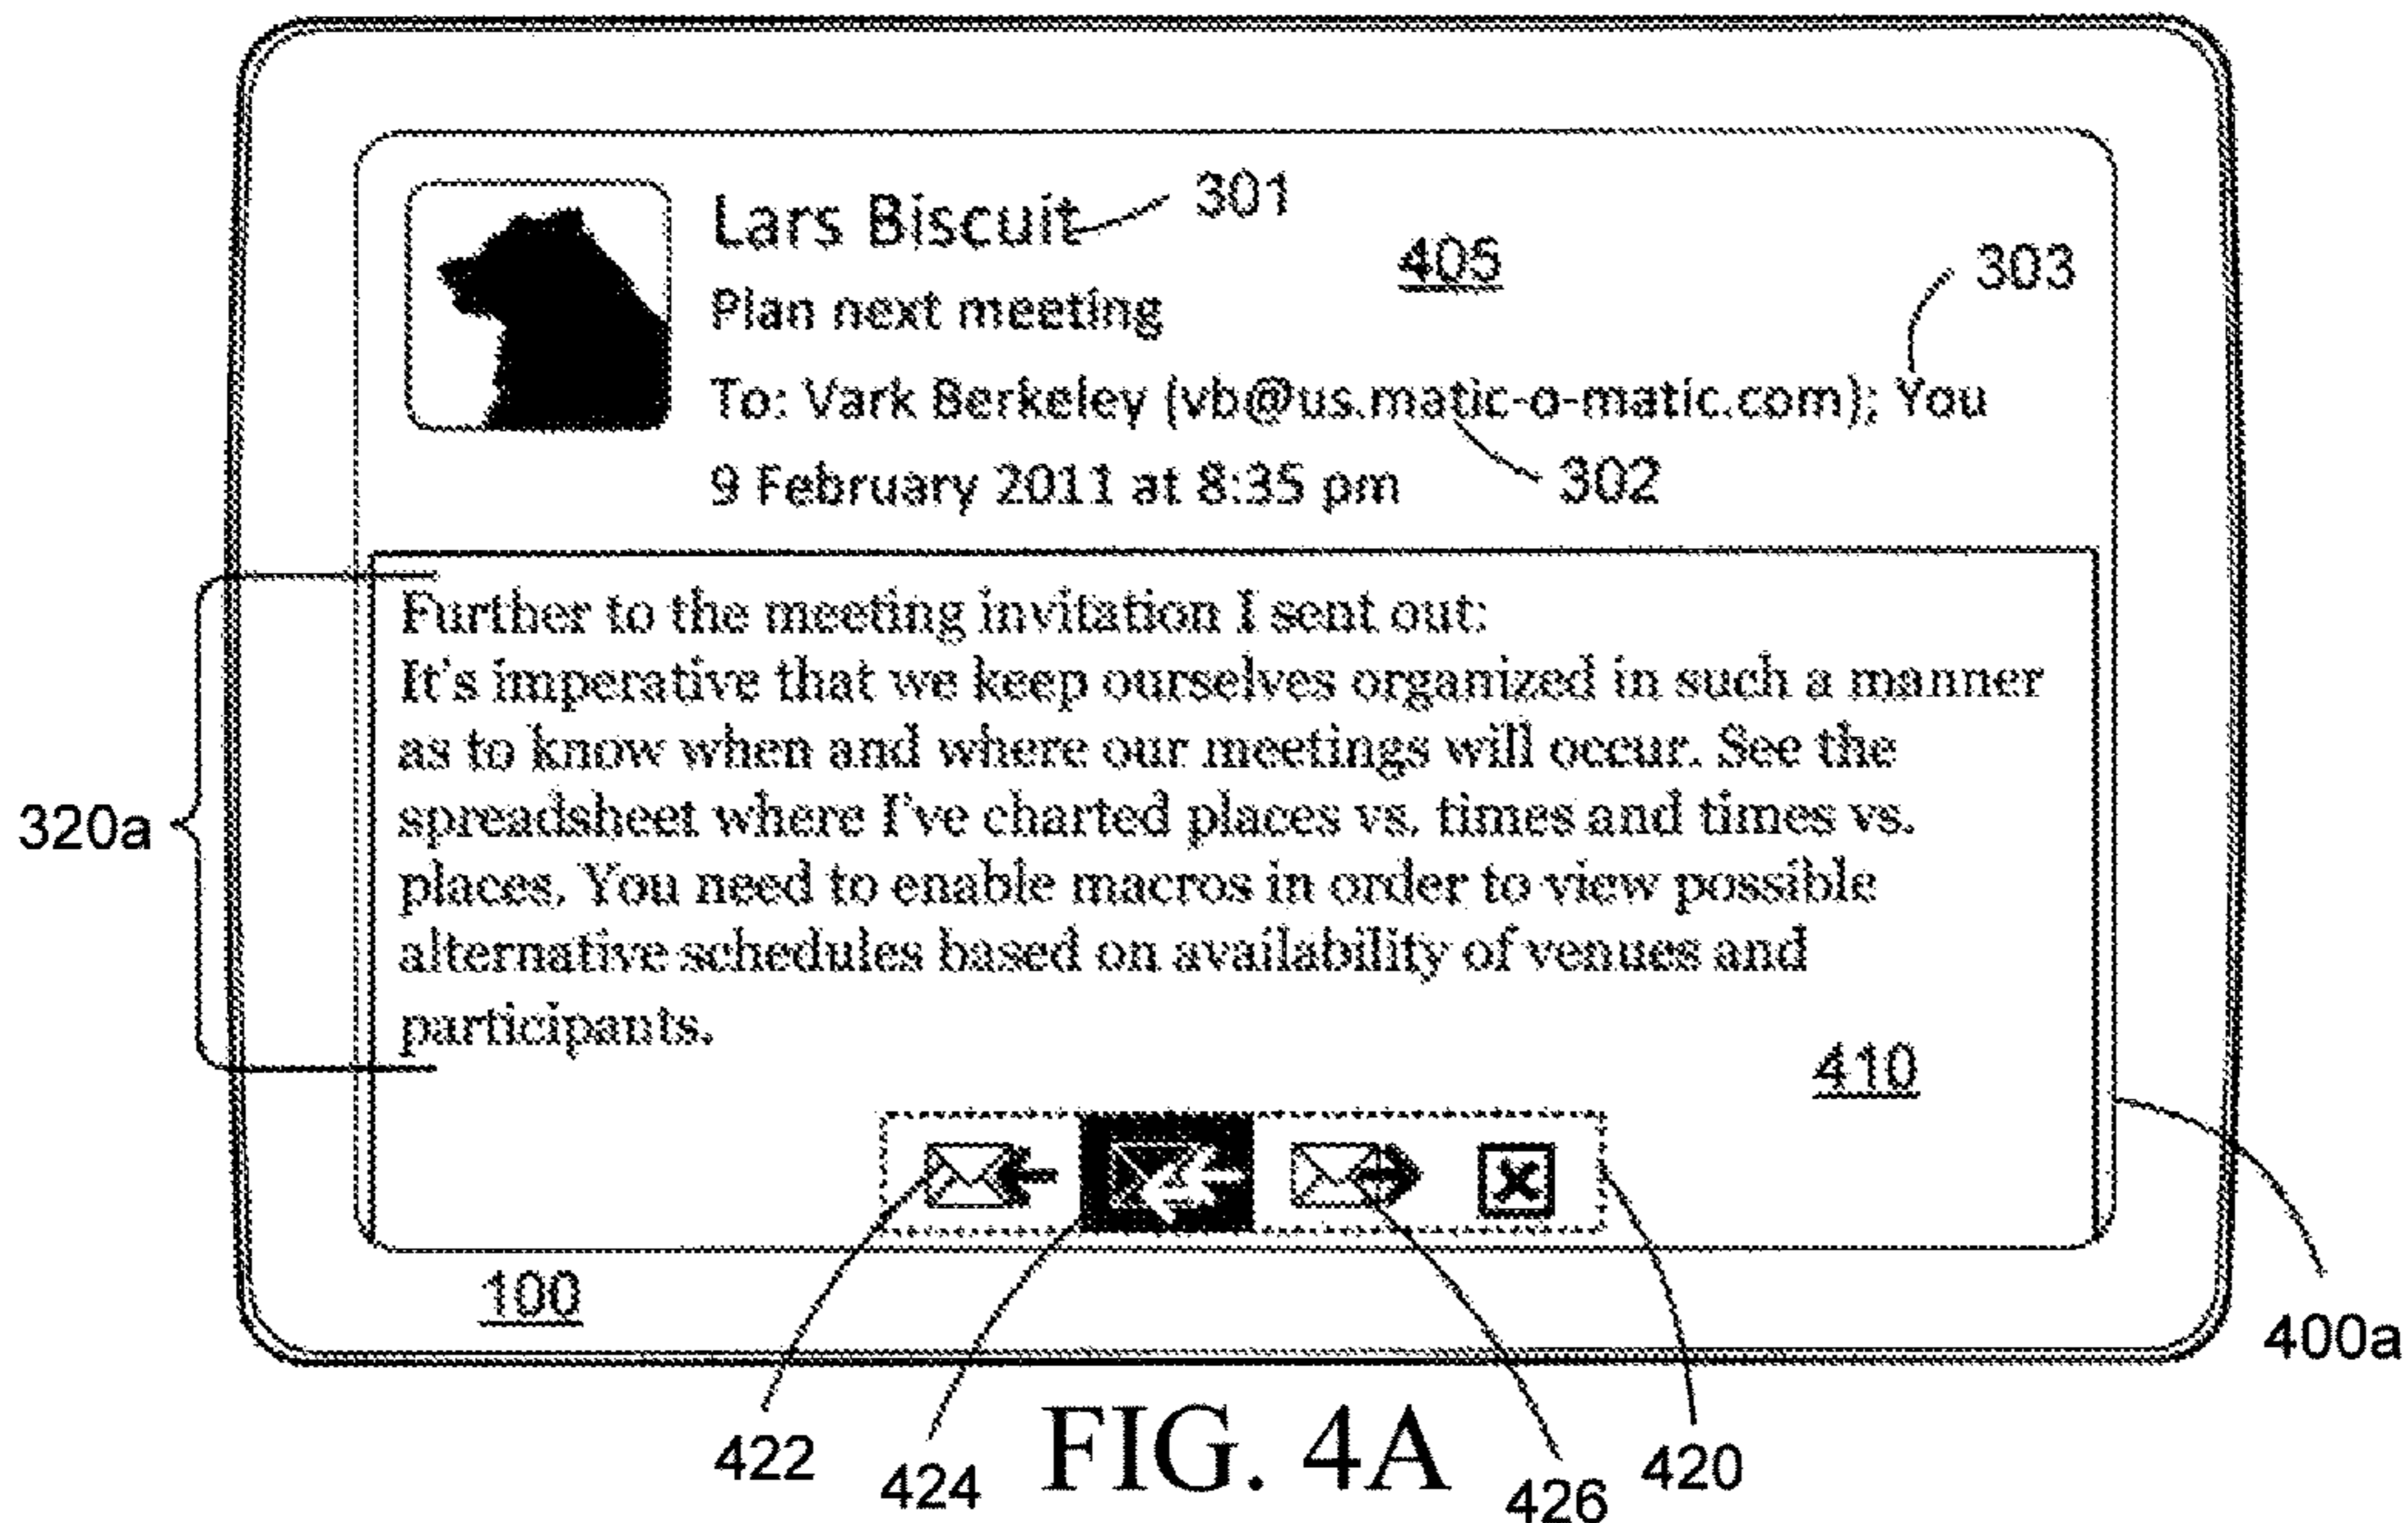 Lars Biscuit 301
405
303
Plan next meeting
To: Vark Berkeley (vb@us.matic-o-matic.com); You
9 February 2011 at 8:35 pm 302
Further to the meeting invitation I sent out:
It's imperative that we keep ourselves organized in such a manner
as to know when and where our meetings will occur. See the
spreadsheet where I've charted places vs. times and times vs.
320a
places. You need to enable macros in order to view possible
alternative schedules based on availability of venues and
participants.
410
100
400a
422
424
FIG. 4A
426
420